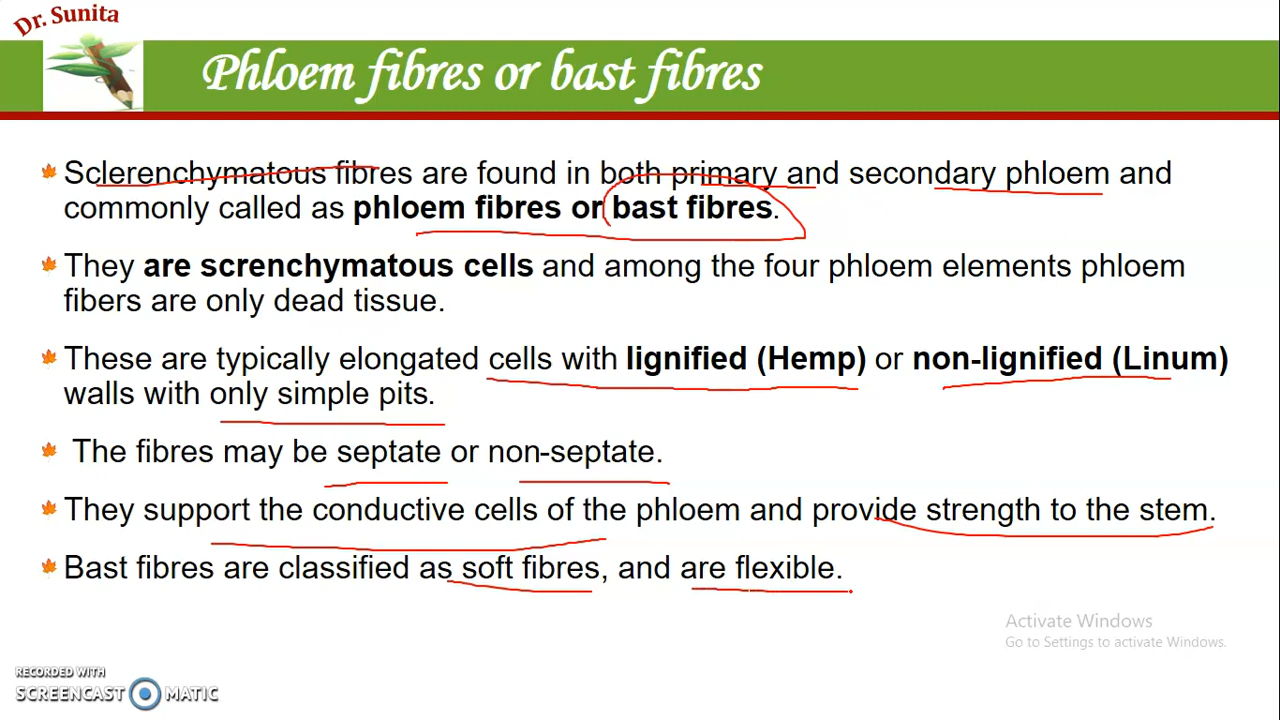 Dr. Sunita
Phloem fibres or bast fibres
Sclerenchymatous fibres are found in both primary and secondary phloem and
commonly called as phloem fibres or bast fibres.
They are screnchymatous cells and among the four phloem elements phloem
fibers are only dead tissue.
These are typically elongated cells with lignified (Hemp) or non-lignified (Linum)
walls with only simple pits.
The fibres may be septate or non-septate.
They support the conductive cells of the phloem and provide strength to the stem.
Bast fibres are classified as soft fibres, and are flexible.
Activate Windows
Go to Settings to activate Windows.
RECORDED WITH
SCREENCAST MATIC